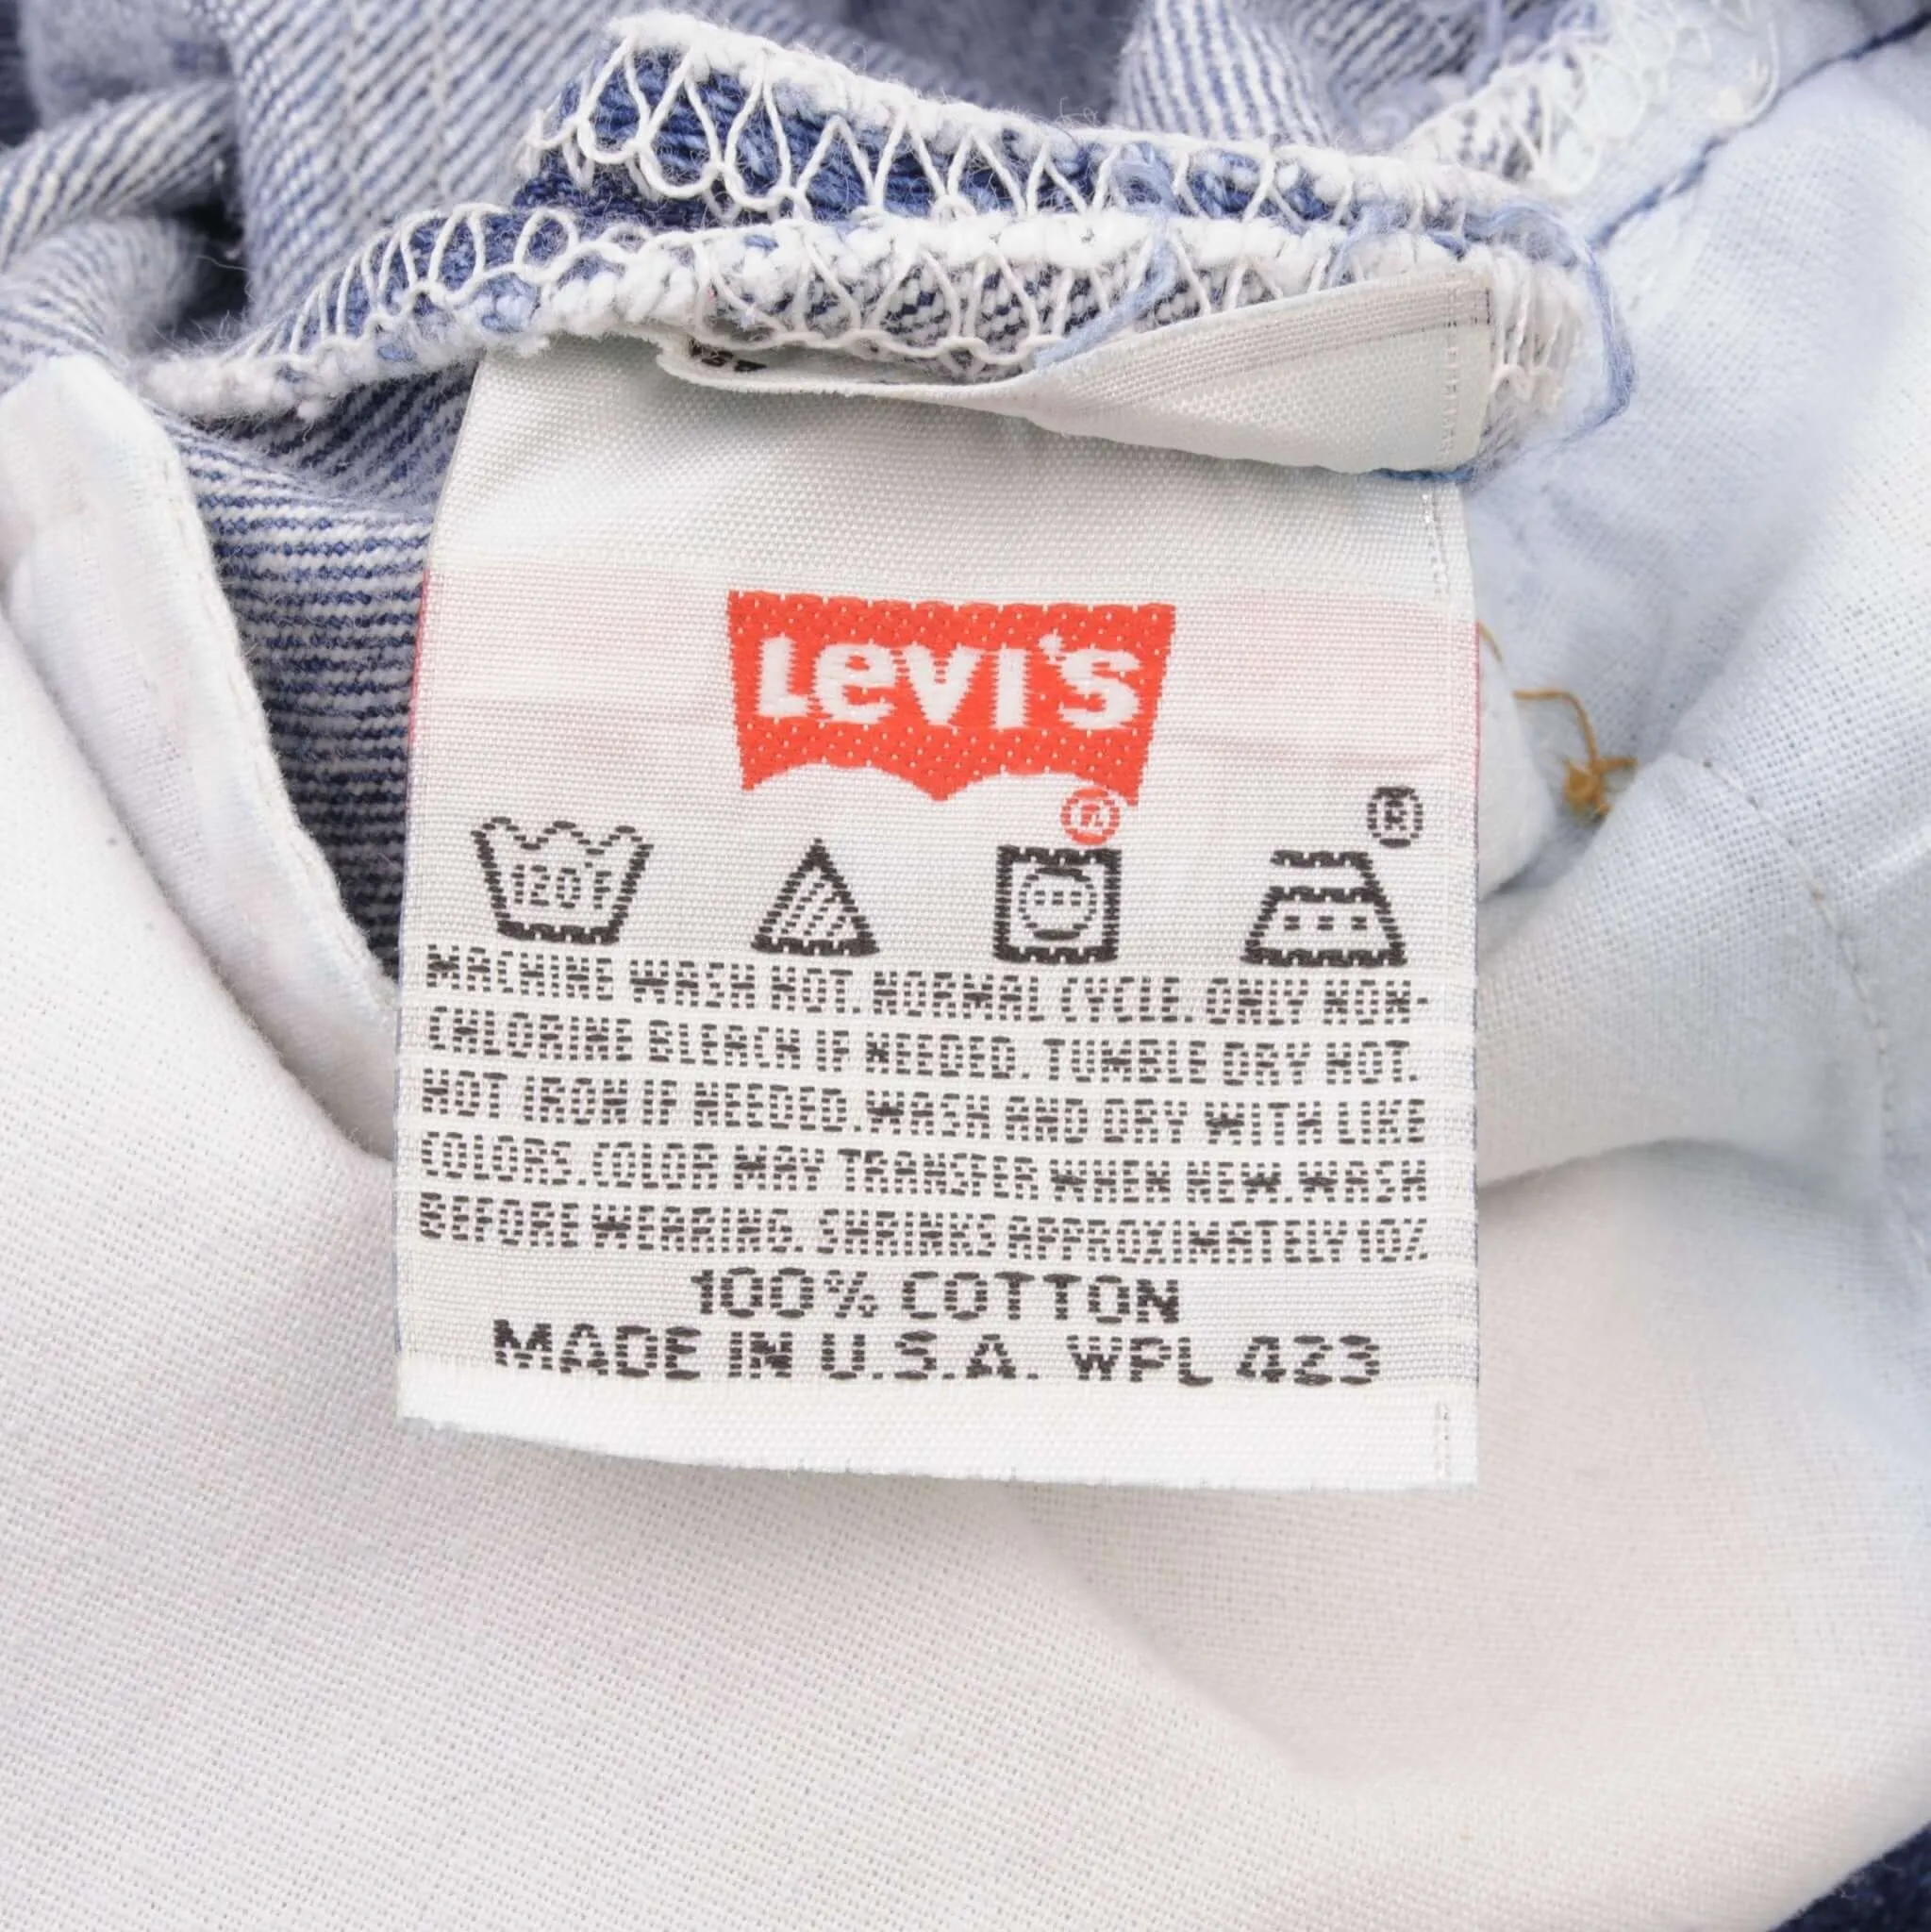 Levi's
®
®
120°F
MACHINE WASH HOT. NORMAL CYCLE. ONLY NON-
CHLORINE BLEACH IF NEEDED. TUMBLE DRY HOT.
HOT IRON IF NEEDED. WASH AND DRY WITH LIKE
COLORS. COLOR MAY TRANSFER WHEN NEW. WASH
BEFORE WEARING. SHRINKS APPROXIMATELY 10%
100% COTTON
MADE IN U.S.A. WPL 423